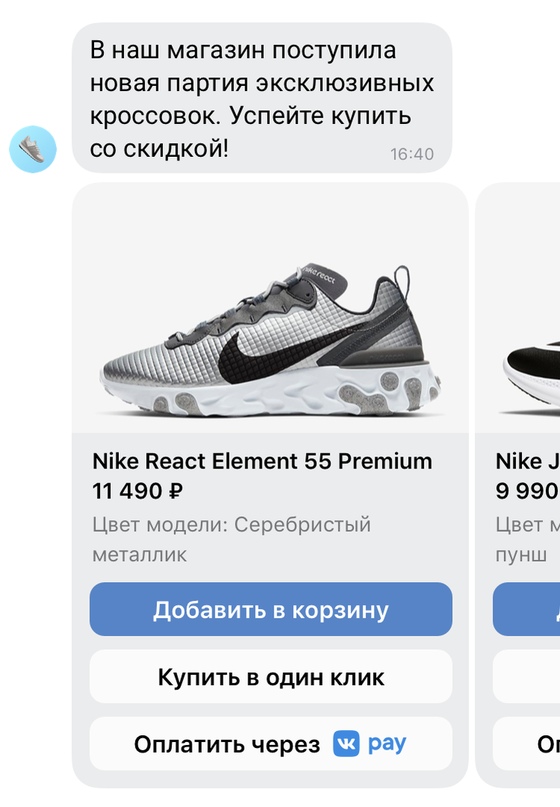 В наш магазин поступила
новая партия эксклюзивных
кроссовок. Успейте купить
со скидкой!
16:40
nike react
Nike React Element 55 Premium
11 490 ₽
Цвет модели: Серебристый
металлик
Добавить в корзину
Купить в один клик
Оплатить через VK pay
Nike
9 990
Цвет
пунш